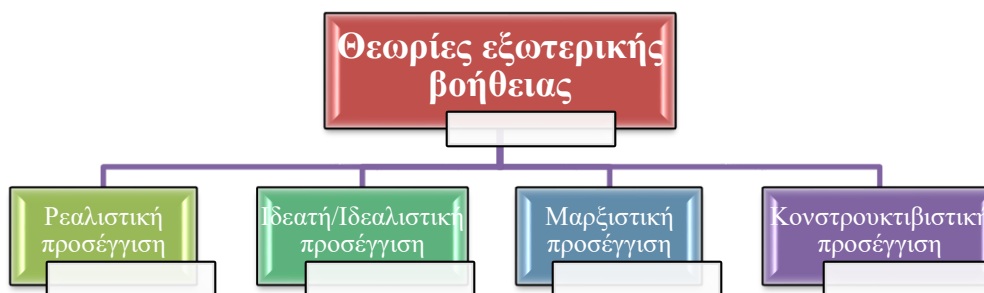 Θεωρίες εξωτερικής
βοήθειας
Ρεαλιστική
προσέγγιση
Ιδεατή/Ιδεαλιστική
προσέγγιση
Μαρξιστική
προσέγγιση
Κονστρουκτιβιστική
προσέγγιση